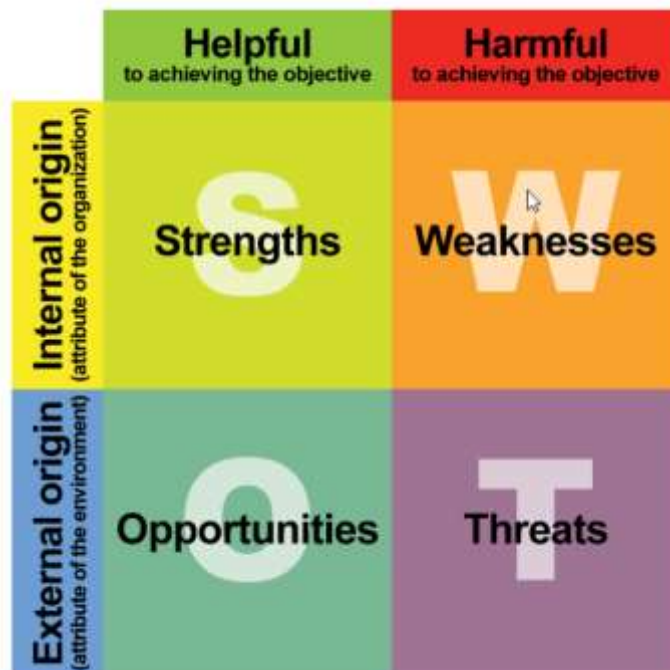 Helpful
to achieving the objective
Harmful
to achieving the objective
Internal origin
(attribute of the organization)
S
Strengths
W
Weaknesses
External origin
(attribute of the environment)
O
Opportunities
T
Threats